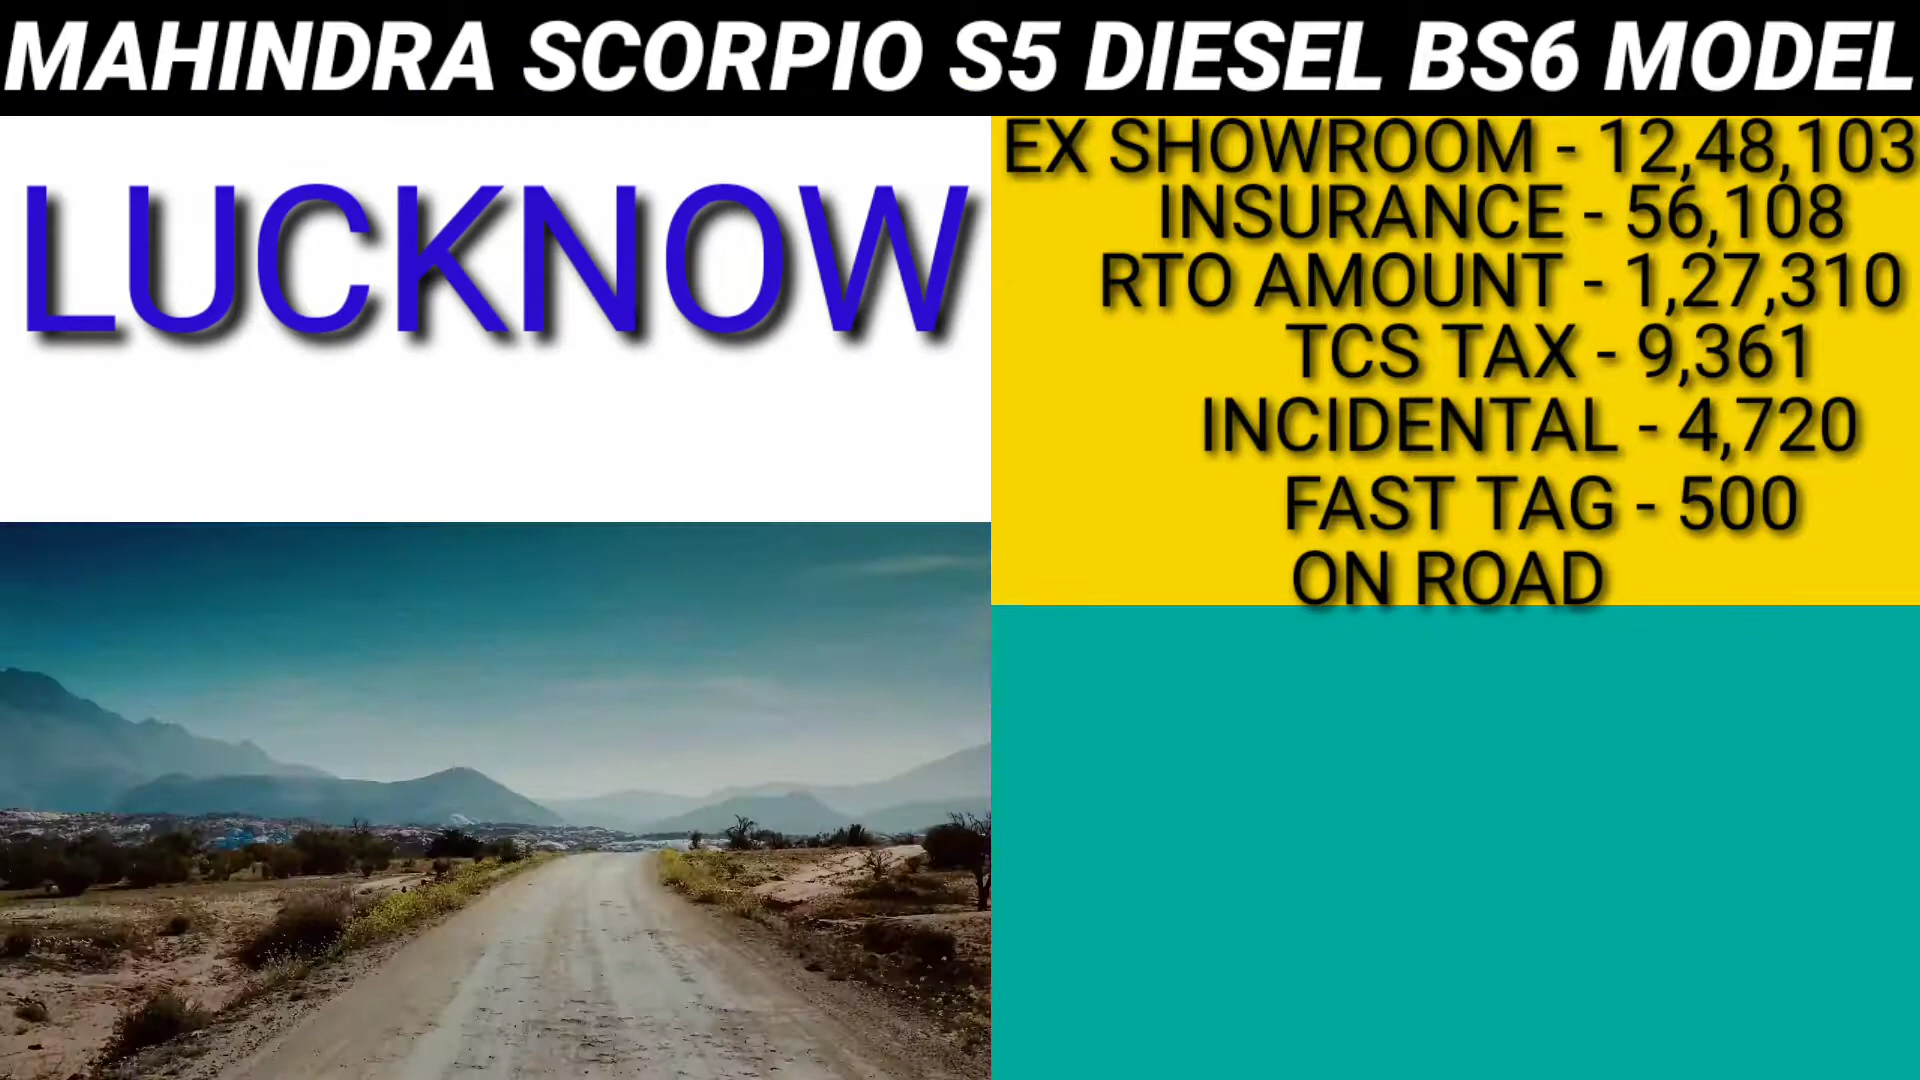 MAHINDRA SCORPIO S5 DIESEL BS6 MODEL
LUCKNOW
EX SHOWROOM - 12,48,103
INSURANCE - 56,108
RTO AMOUNT - 1,27,310
TCS TAX - 9,361
INCIDENTAL - 4,720
FAST TAG - 500
ON ROAD